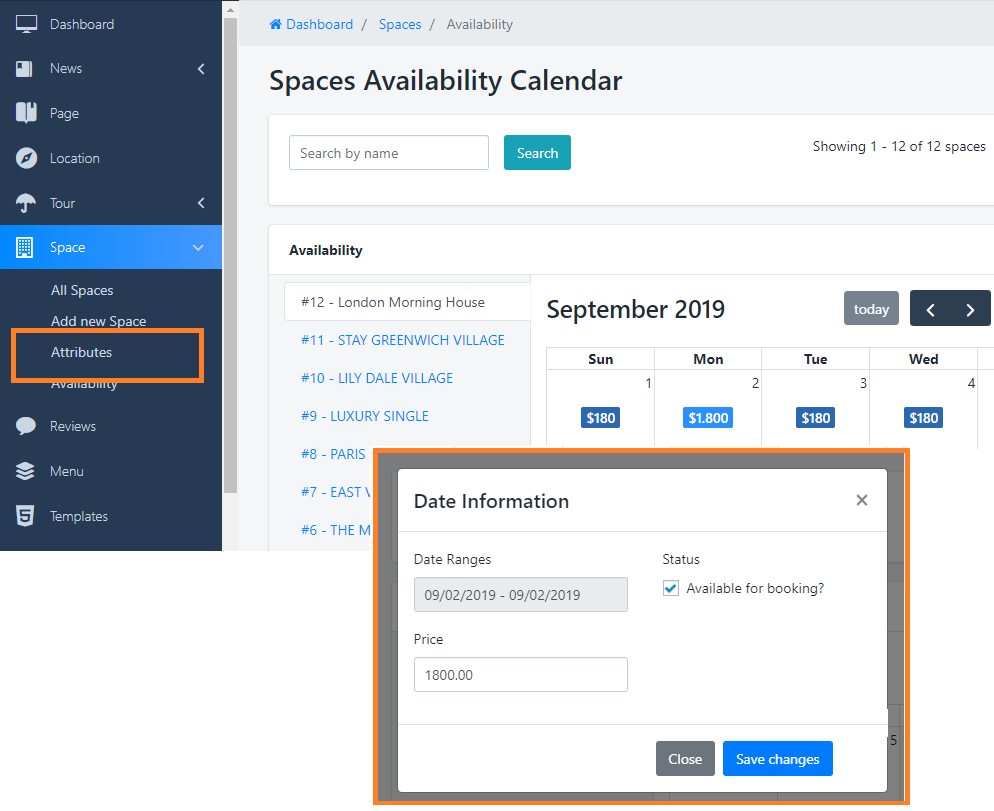 Dashboard
News
Page
Location
Tour
Space
All Spaces
Add new Space
Attributes
Availability
Reviews
Menu
Templates
Dashboard / Spaces / Availability
Spaces Availability Calendar
Search by name Search Showing 1 - 12 of 12 spaces
Availability
#12 - London Morning House
#11 - STAY GREENWICH VILLAGE
#10 - LILY DALE VILLAGE
#9 - LUXURY SINGLE
#8 - PARIS
#7 - EAST
#6 - THE
September 2019 today
Sun Mon Tue Wed
1 2 3 4
$180 $1.800 $180 $180
Date Information ×
Date Ranges Status
09/02/2019 - 09/02/2019 Available for booking?
Price
1800.00
Close Save changes
5